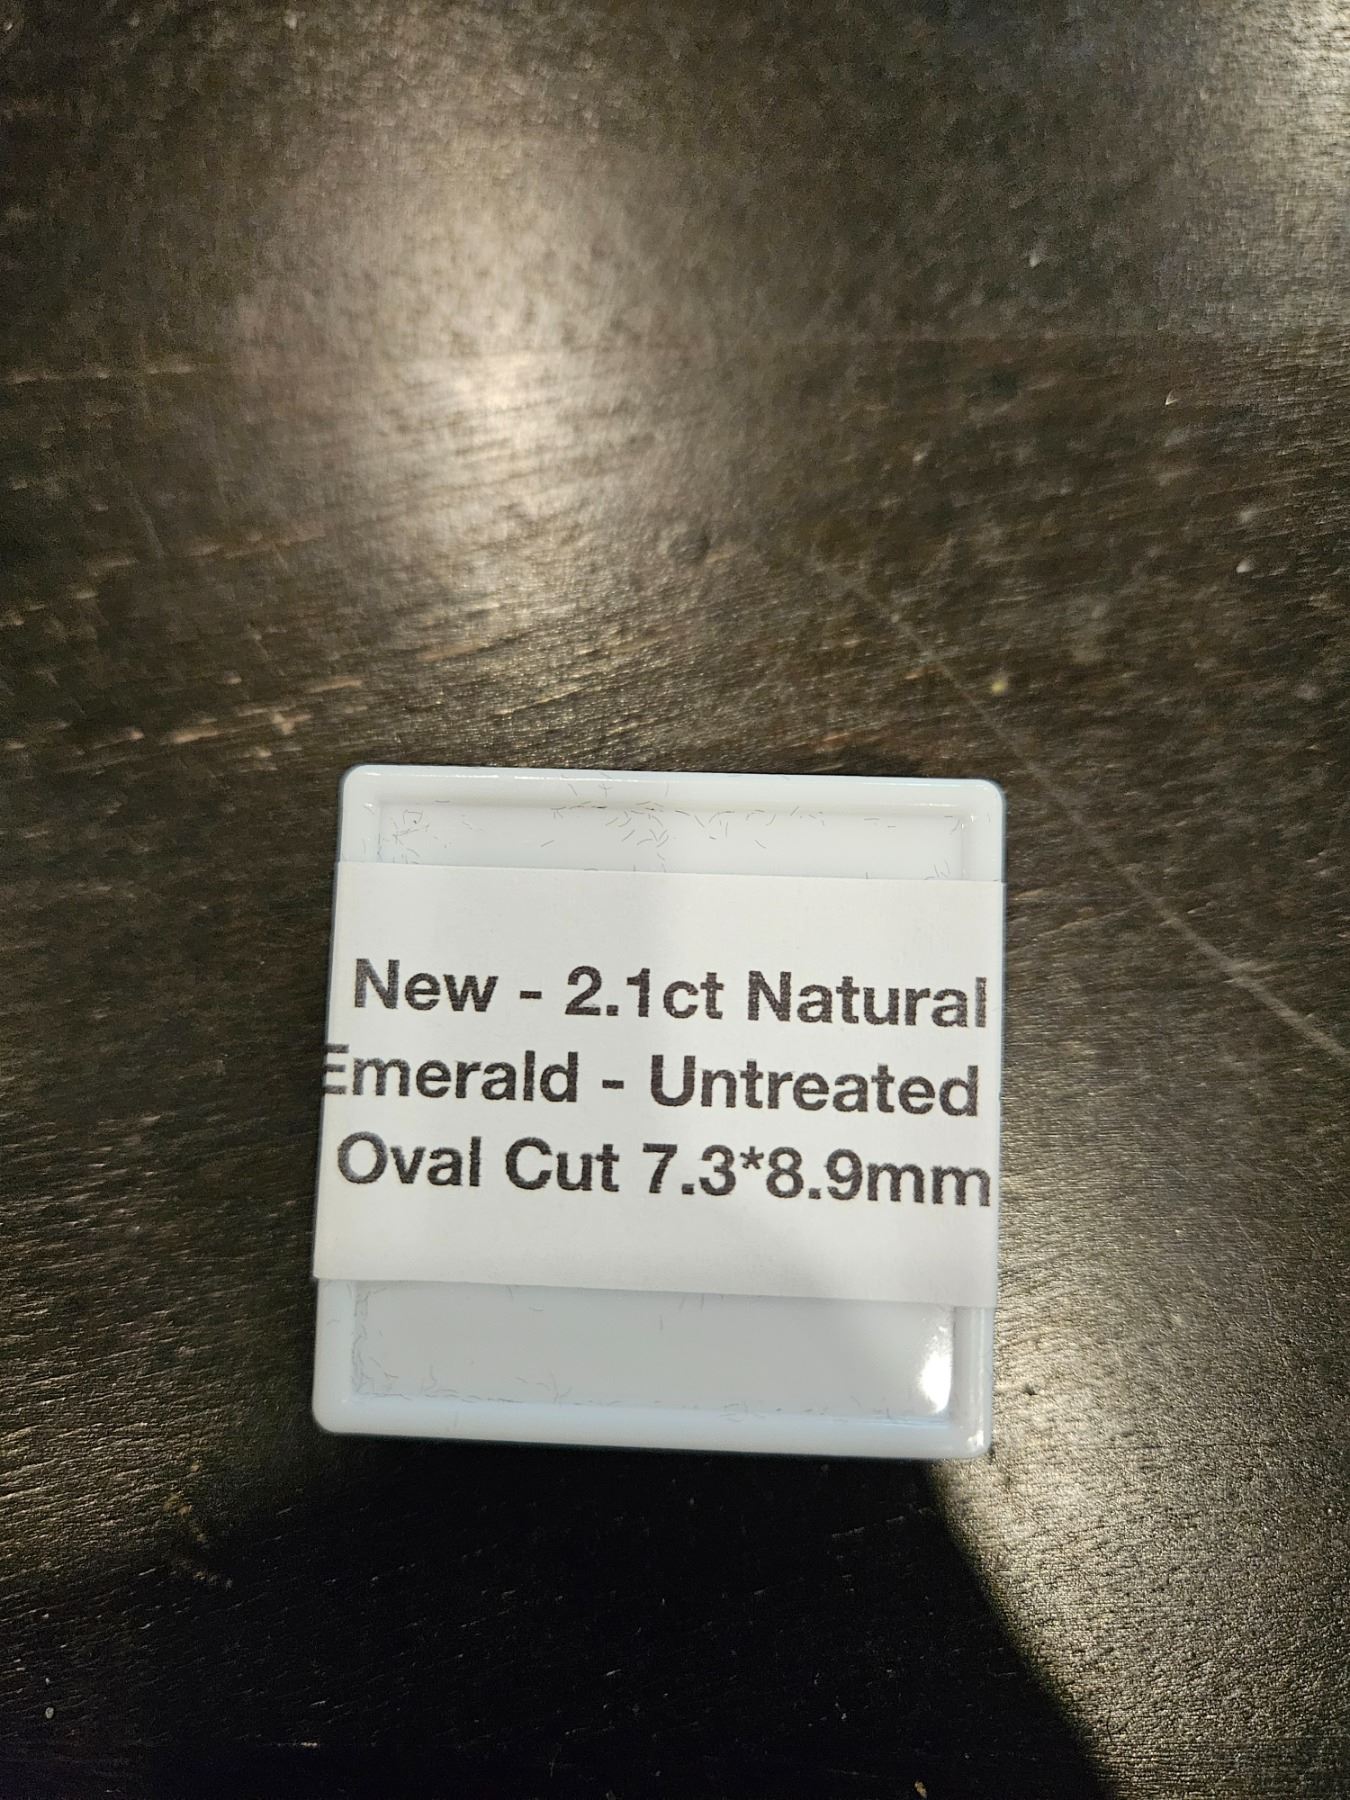 New - 2.1ct Natural
Emerald - Untreated
Oval Cut 7.3*8.9mm